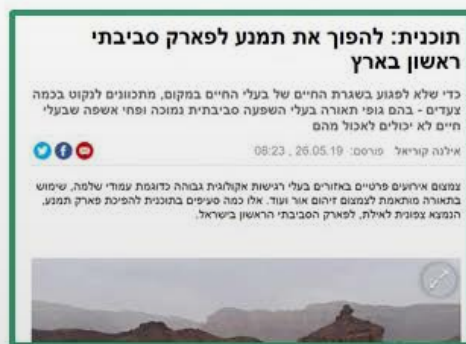 תוכנית: להפוך את תמנע לפארק סביבתי
ראשון בארץ
כדי שלא לפגוע בשגרת החיים של בעלי החיים במקום, מתכוונים לנקוט בכמה
צעדים - בהם גופי תאורה בעלי השפעה סביבתית נמוכה ופחי אשפה שבעלי
חיים לא יכולים לאכול מהם
אילנה קוריאל פורסם: 26.05.19 , 08:23
צמצום אירועים פרטיים באזורים בעלי רגישות אקולוגית גבוהה כדוגמת עמודי שלמה, שימוש
בתאורה מותאמת לצמצום זיהום אור ועוד. אלו כמה סעיפים בתוכנית להפיכת פארק תמנע,
הנמצא צפונית לאילת, לפארק הסביבתי הראשון בישראל.